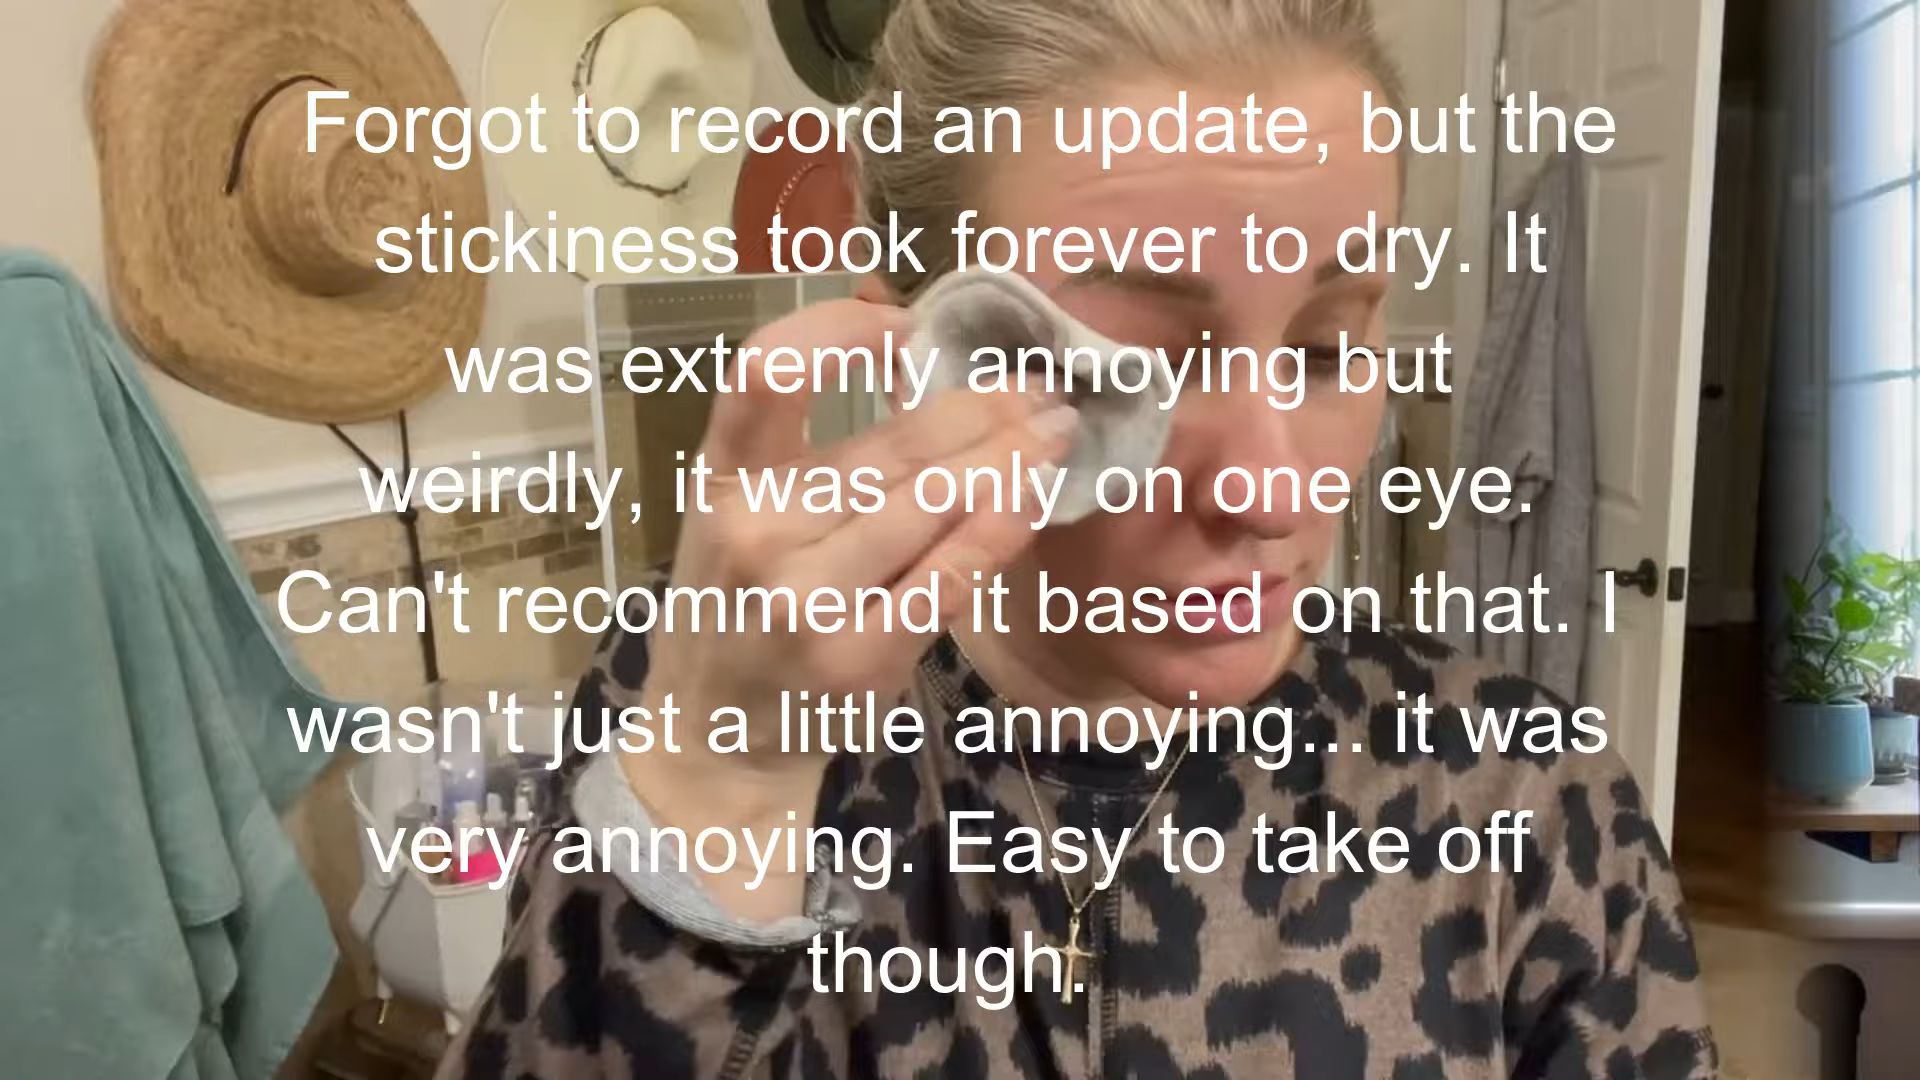 Forgot to record an update, but the
stickiness took forever to dry. It
was extremly annoying but
weirdly, it was only on one eye.
Can't recommend it based on that. I
wasn't just a little annoying... it was
very annoying. Easy to take off
though.